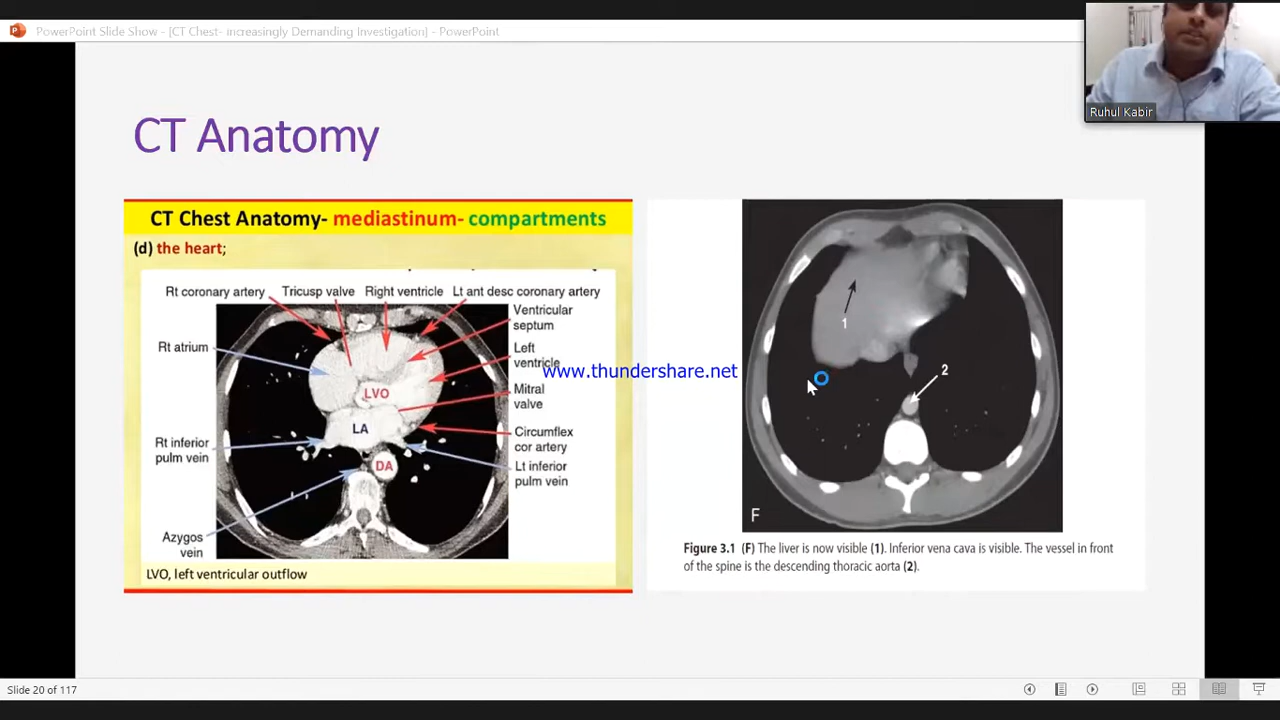 PowerPoint Slide Show - [CT Chest- increasingly Demanding Investigation] - PowerPoint
Ruhul Kabir
CT Anatomy
CT Chest Anatomy- mediastinum- compartments
(d) the heart;
Rt coronary artery
Tricusp valve
Right ventricle
Lt ant desc coronary artery
Ventricular
septum
Rt atrium
Left
ventricle
LVO
Mitral
valve
LA
Rt inferior
pulm vein
Circumflex
cor artery
DA
Lt inferior
pulm vein
Azygos
vein
LVO, left ventricular outflow
www.thundershare.net
1
2
F
Figure 3.1 (F) The liver is now visible (1). Inferior vena cava is visible. The vessel in front
of the spine is the descending thoracic aorta (2).
Slide 20 of 117